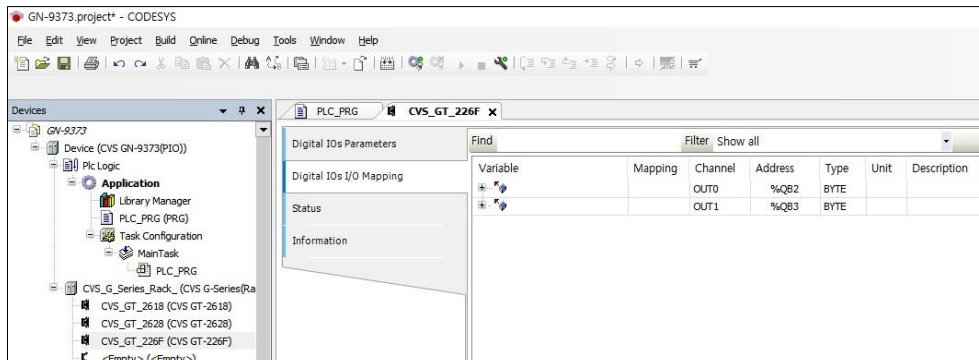 GN-9373.project* - CODESYS
File Edit View Project Build Online Debug Tools Window Help
Devices
PLC_PRG CVS_GT_226F
GN-9373
Device (CVS GN-9373(PIO))
Plc Logic
Application
Library Manager
PLC_PRG (PRG)
Task Configuration
MainTask
PLC_PRG
CVS_G_Series_Rack_ (CVS G-Series(Ra
CVS_GT_2618 (CVS GT-2618)
CVS_GT_2628 (CVS GT-2628)
CVS_GT_226F (CVS GT-226F)
<Empty> (<Empty>)
Digital IOs Parameters
Digital IOs I/O Mapping
Status
Information
Find Filter Show all
Variable Mapping Channel Address Type Unit Description
OUT0 %QB2 BYTE
OUT1 %QB3 BYTE